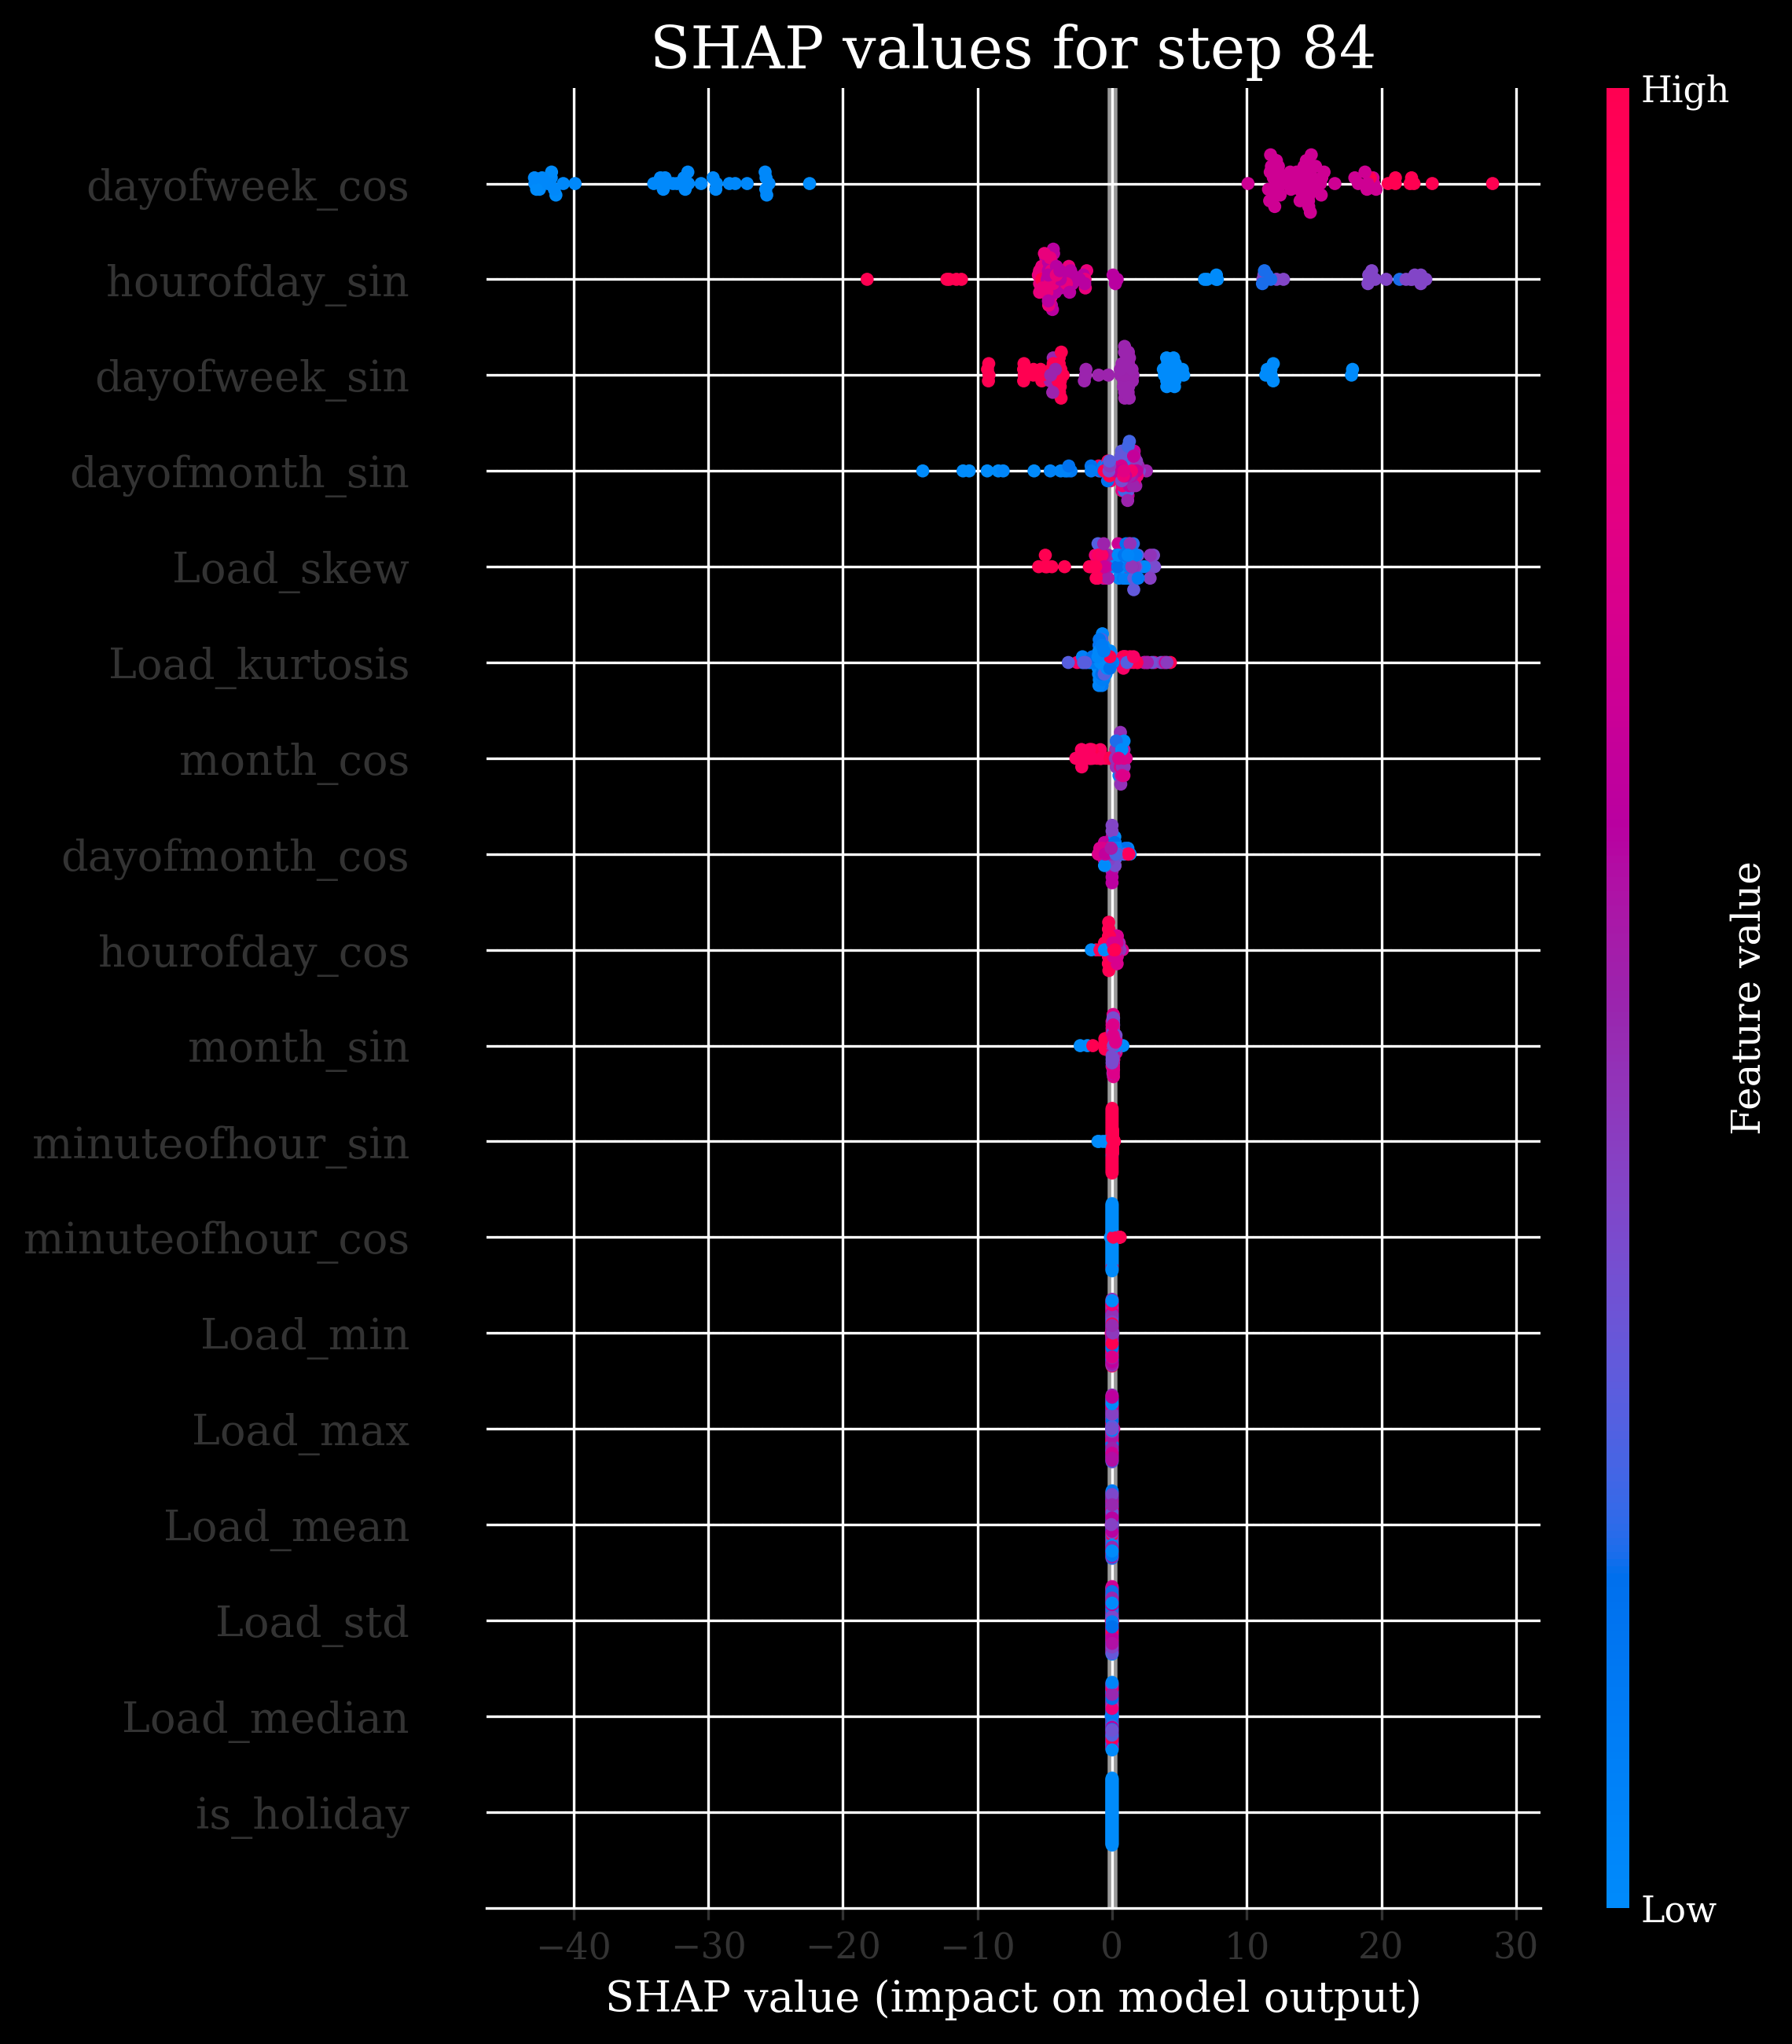 SHAP values for step 84
High
dayofweek_cos
hourofday_sin
dayofweek_sin
dayofmonth_sin
Load_skew
Load_kurtosis
month_cos
dayofmonth_cos
hourofday_cos
month_sin
minuteofhour_sin
minuteofhour_cos
Load_min
Load_max
Load_mean
Load_std
Load_median
is_holiday
Feature value
Low
−40 −30 −20 −10 0 10 20 30
SHAP value (impact on model output)